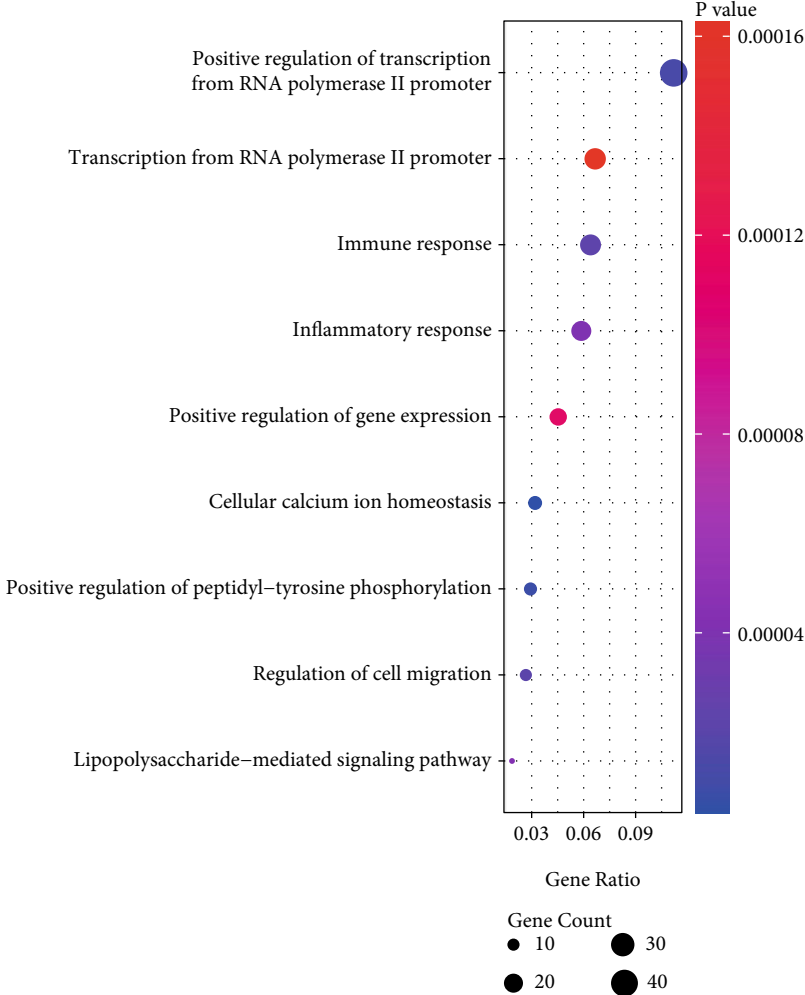 P value
Positive regulation of transcription
from RNA polymerase II promoter
Transcription from RNA polymerase II promoter
Immune response
Inflammatory response
Positive regulation of gene expression
Cellular calcium ion homeostasis
Positive regulation of peptidyl−tyrosine phosphorylation
Regulation of cell migration
Lipopolysaccharide−mediated signaling pathway
0.00016
0.00012
0.00008
0.00004
0.03 0.06 0.09
Gene Ratio
Gene Count
10 30
20 40